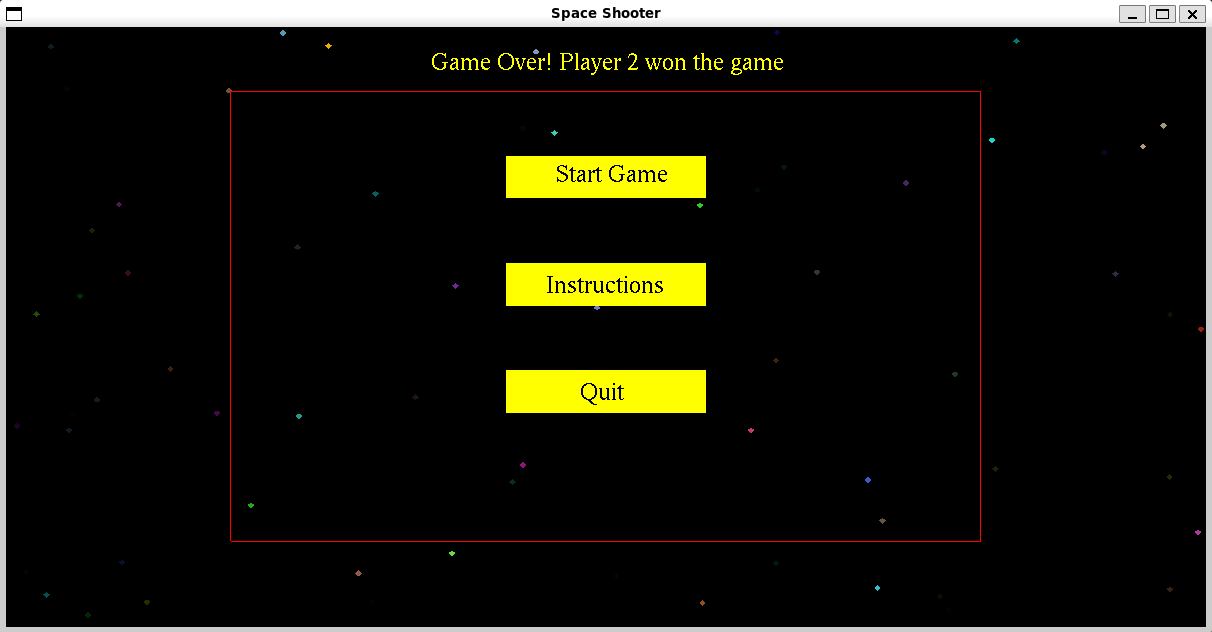 Space Shooter
Game Over! Player 2 won the game
Start Game
Instructions
Quit